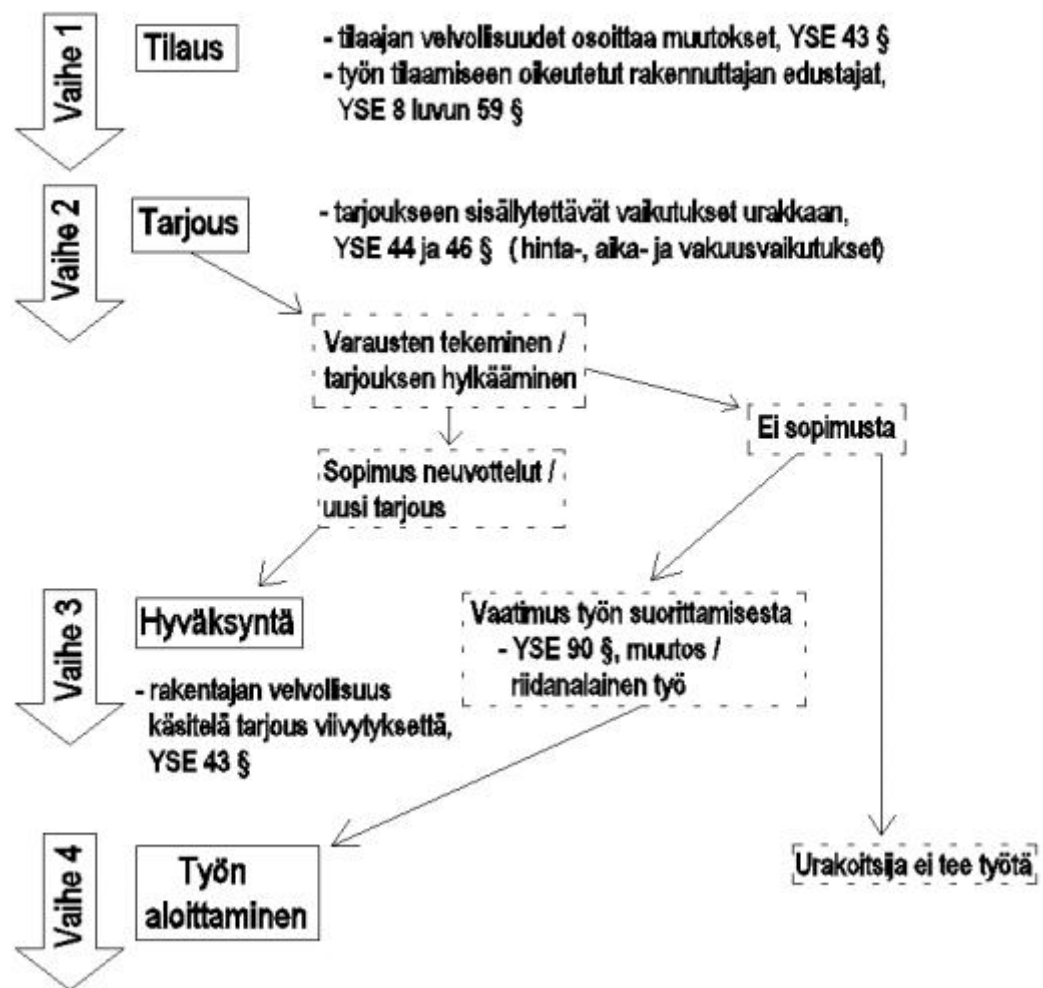 Vaihe 1
Tilaus
- tilaajan velvollisuudet osoittaa muutokset, YSE 43 §
- työn tilaamiseen oikeutetut rakennuttajan edustajat,
YSE 8 luvun 59 §
Vaihe 2
Tarjous
- tarjoukseen sisällytettävät vaikutukset urakkaan,
YSE 44 ja 46 § (hinta-, aika- ja vakuusvaikutukset)
Varausten tekeminen /
tarjouksen hylkääminen
Ei sopimusta
Sopimus neuvottelut /
uusi tarjous
Vaihe 3
Hyväksyntä
- rakentajan velvollisuus
käsitelä tarjous viivytyksettä,
YSE 43 §
Vaatimus työn suorittamisesta
- YSE 90 §, muutos /
riidanalainen työ
Vaihe 4
Työn
aloittaminen
Urakoitsija ei tee työtä